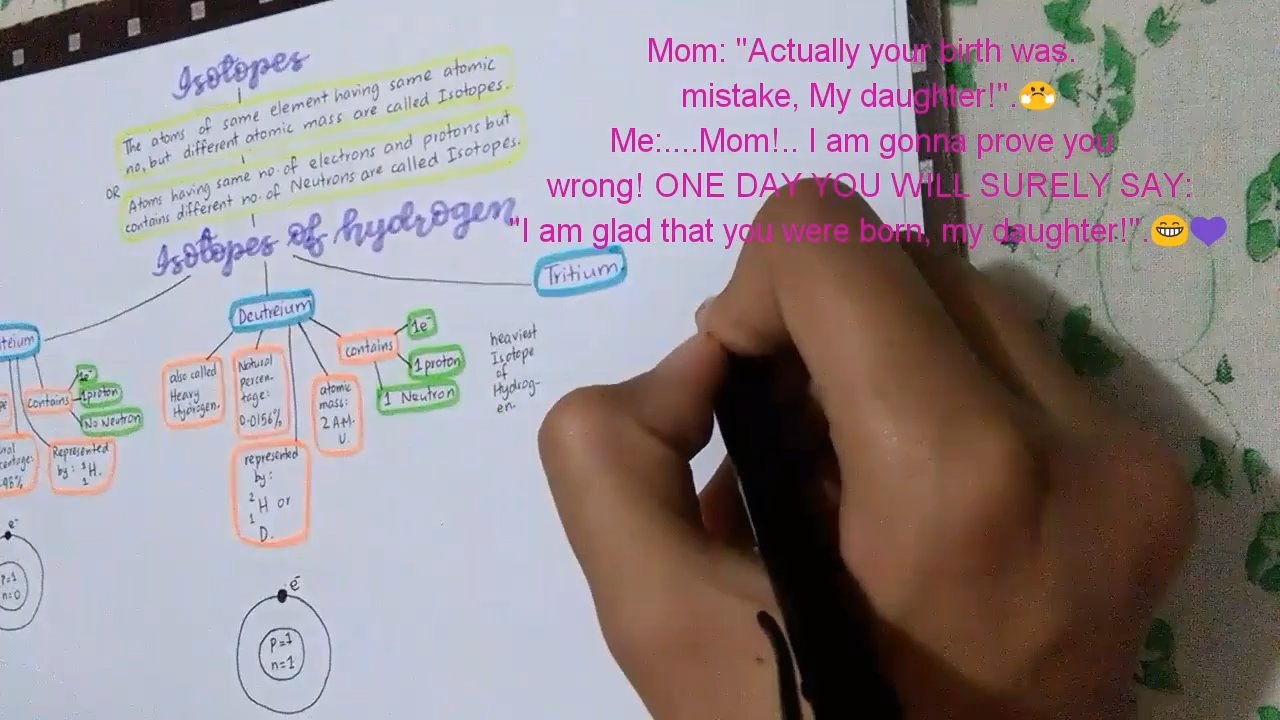 Mom: "Actually your birth was.
mistake, My daughter!".😤
Me:....Mom!.. I am gonna prove you
wrong! ONE DAY YOU WILL SURELY SAY:
"I am glad that you were born, my daughter!".😁💜
Isotopes
The atoms of same element having same atomic
no, but different atomic mass are called Isotopes.
OR
Atoms having same no. of electrons and protons but
contains different no. of Neutrons are called Isotopes.
Isotopes of hydrogen
Tritium
Deutreium
contains
1e⁻
1 proton
1 Neutron
also called
Heavy
Hydrogen.
Natural
Percen-
tage:
0.0156%
atomic
mass:
2 A.M.
U.
represented
by:
²₁H or
D.
heaviest
Isotope
of
Hydrog-
en.
contains
1proton
No Neutron
Represented
by: ¹₁H.
98%
e⁻
P=1
n=0
e⁻
P=1
n=1